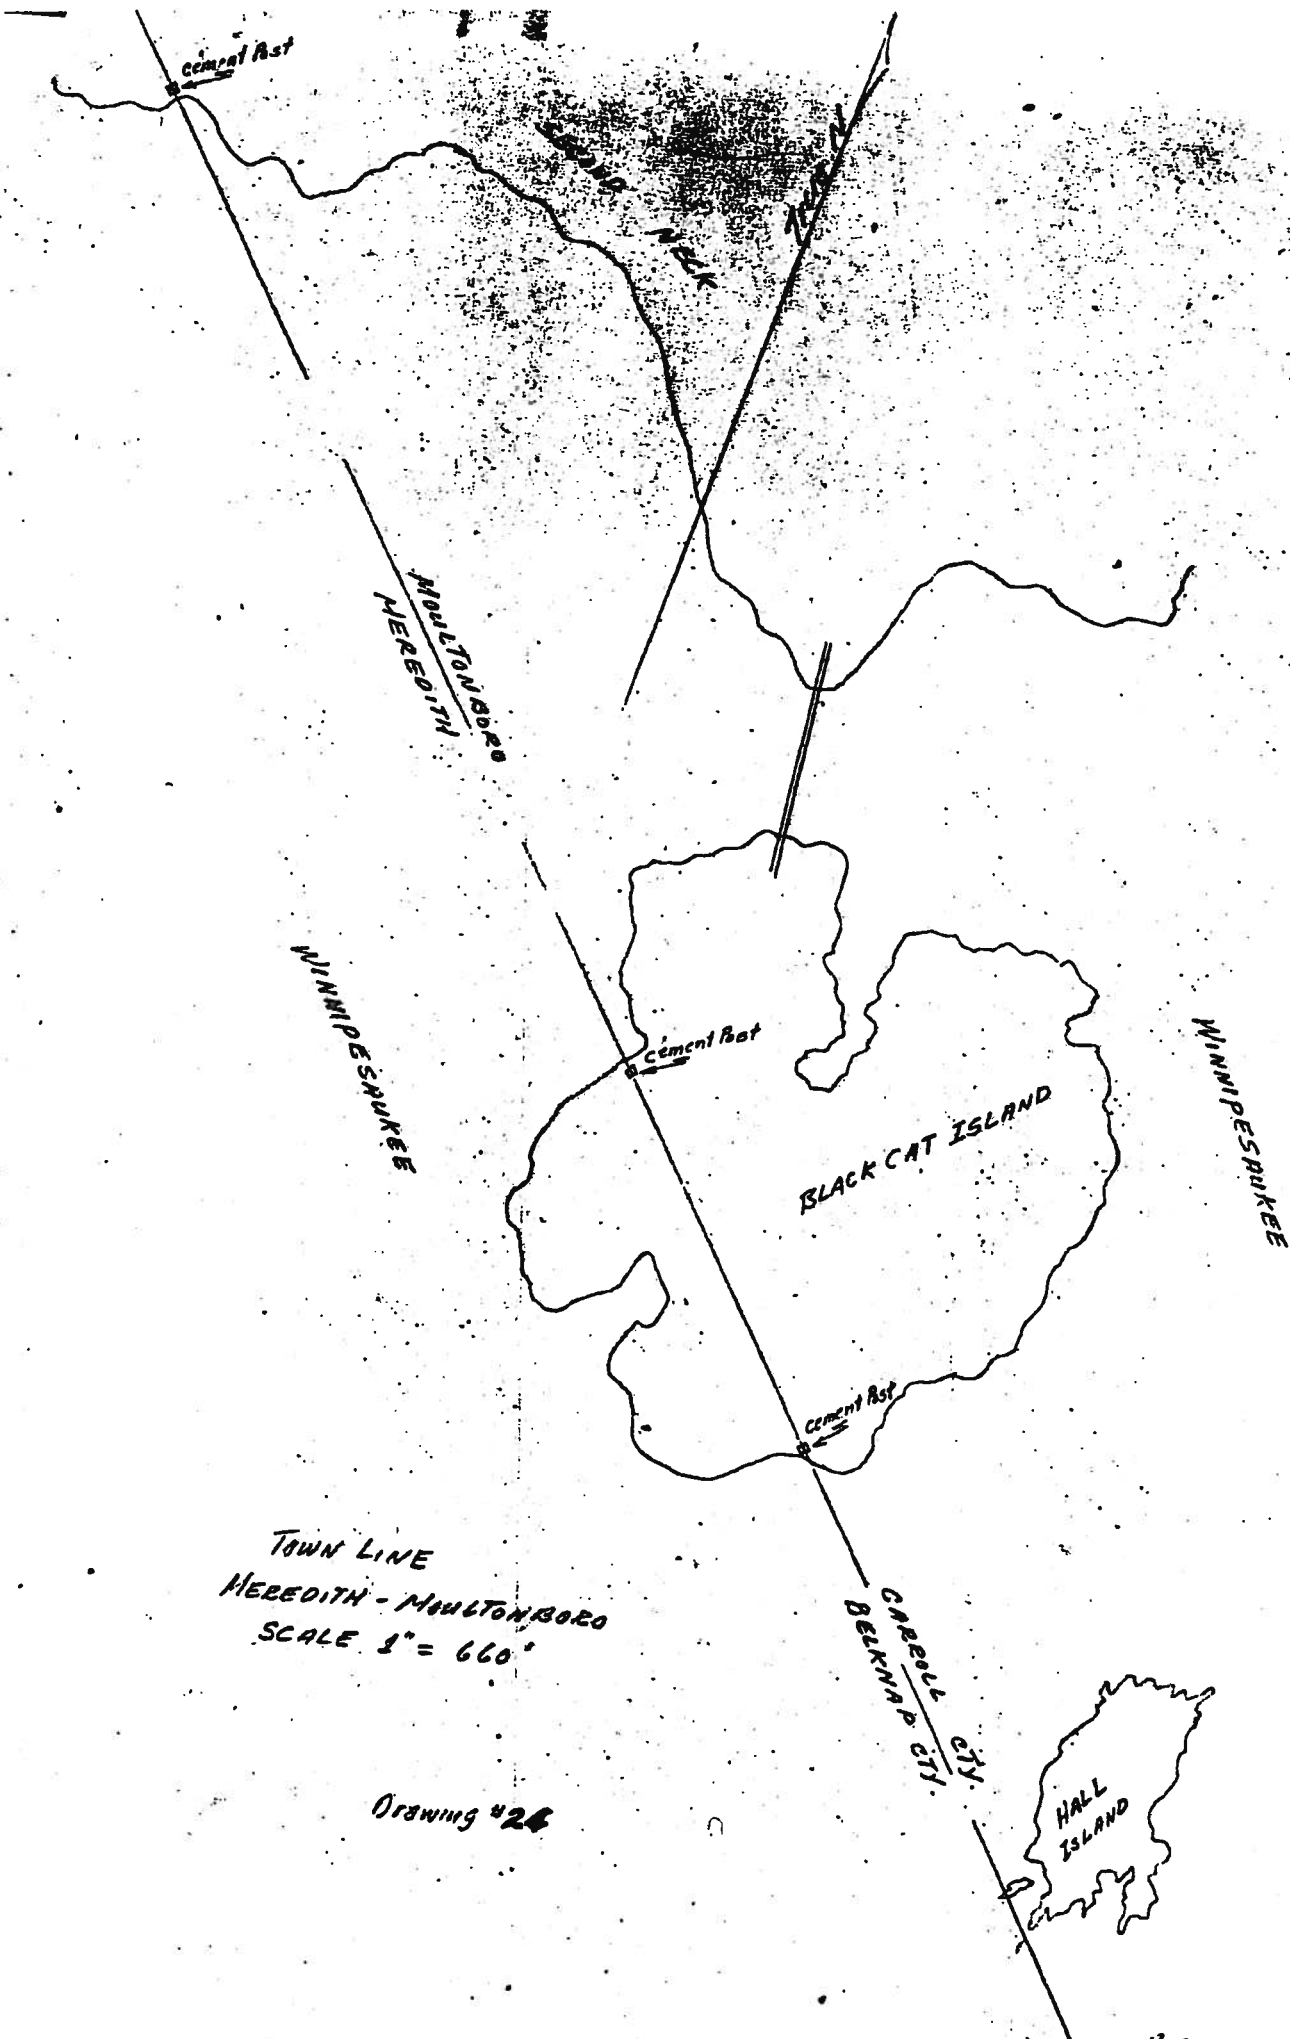 cement Post
NECK
MOULTONBORO
MEREDITH
WINNIPESAUKEE
cement Post
WINNIPESAUKEE
BLACK CAT ISLAND
cement Post
TOWN LINE
MEREDITH - MOULTONBORO
SCALE 1" = 660'
CARROLL CTY.
BELKNAP CTY.
HALL
ISLAND
Drawing #24